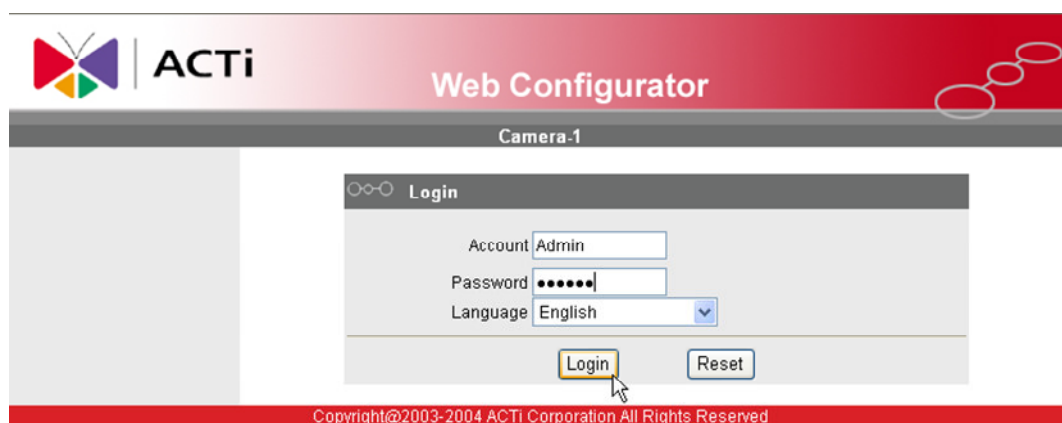 ACTi
Web Configurator
Camera-1
Login
Account Admin
Password ••••••
Language English
Login Reset
Copyright@2003-2004 ACTi Corporation All Rights Reserved